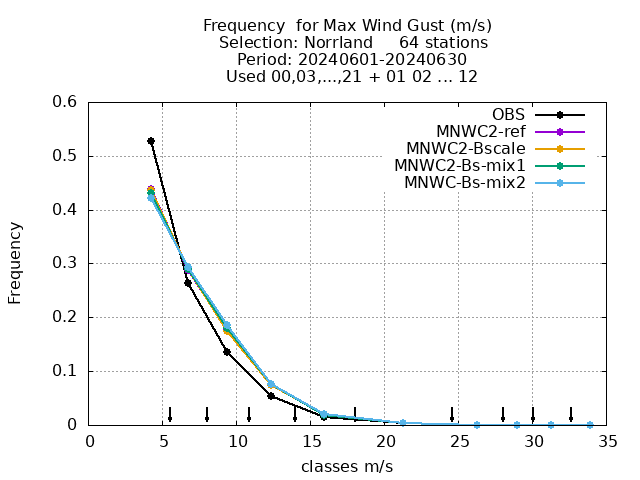 Frequency  for Max Wind Gust (m/s)
Selection: Norrland     64 stations
Period: 20240601-20240630
Used 00,03,...,21 + 01 02 ... 12
OBS
MNWC2-ref
MNWC2-Bscale
MNWC2-Bs-mix1
MNWC-Bs-mix2
0.6
0.5
0.4
0.3
0.2
0.1
0
Frequency
0 5 10 15 20 25 30 35
classes m/s